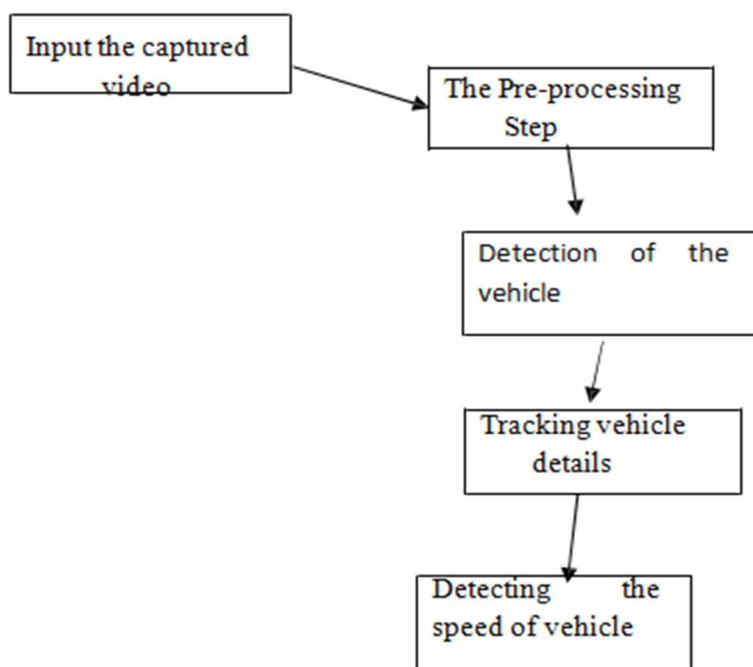 Input the captured
video
The Pre-processing
Step
Detection of the
vehicle
Tracking vehicle
details
Detecting the
speed of vehicle